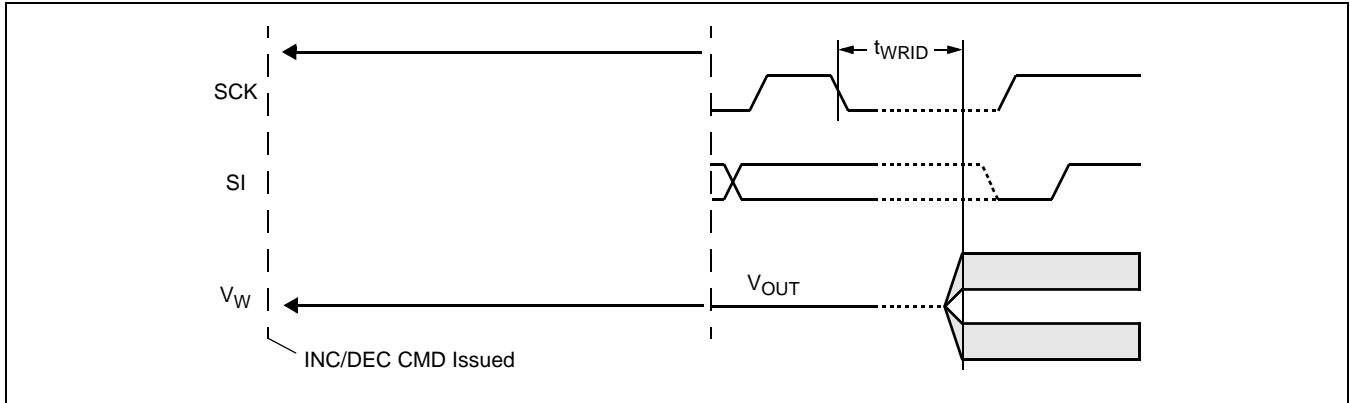 tWRID
SCK
SI
VOUT
VW
INC/DEC CMD Issued